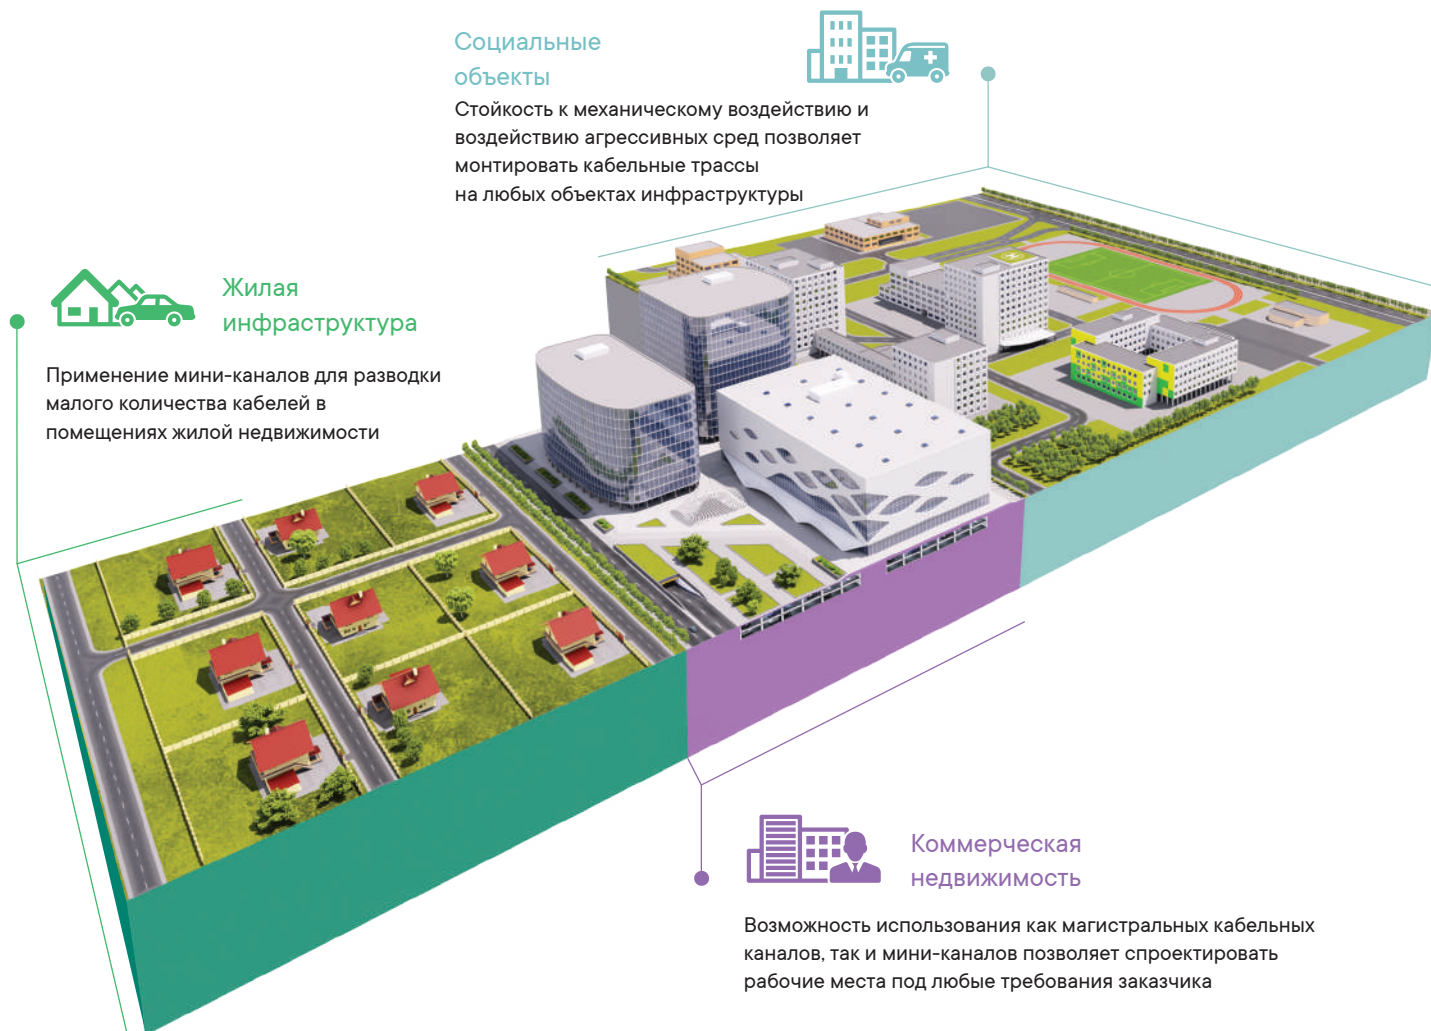 Социальные
объекты
Стойкость к механическому воздействию и
воздействию агрессивных сред позволяет
монтировать кабельные трассы
на любых объектах инфраструктуры
Жилая
инфраструктура
Применение мини-каналов для разводки
малого количества кабелей в
помещениях жилой недвижимости
Коммерческая
недвижимость
Возможность использования как магистральных кабельных
каналов, так и мини-каналов позволяет спроектировать
рабочие места под любые требования заказчика